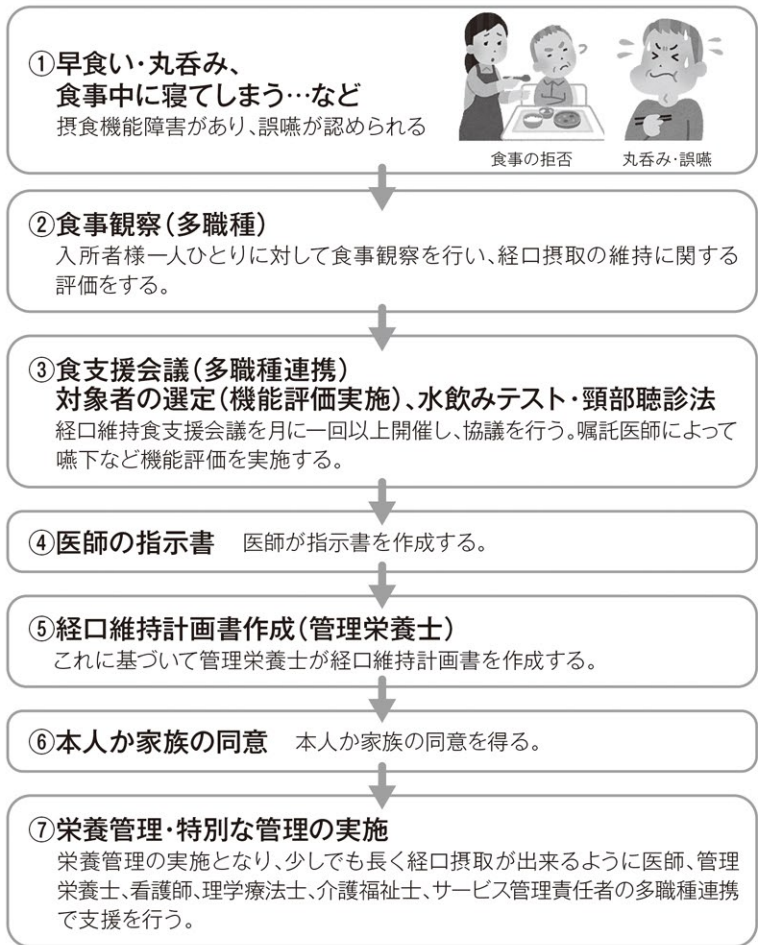 ①早食い・丸呑み、
食事中に寝てしまう…など
摂食機能障害があり、誤嚥が認められる
食事の拒否
丸呑み・誤嚥
②食事観察(多職種)
入所者様一人ひとりに対して食事観察を行い、経口摂取の維持に関する
評価をする。
③食支援会議(多職種連携)
対象者の選定(機能評価実施)、水飲みテスト・頸部聴診法
経口維持食支援会議を月に一回以上開催し、協議を行う。嘱託医師によって
嚥下など機能評価を実施する。
④医師の指示書 医師が指示書を作成する。
⑤経口維持計画書作成(管理栄養士)
これに基づいて管理栄養士が経口維持計画書を作成する。
⑥本人か家族の同意 本人か家族の同意を得る。
⑦栄養管理・特別な管理の実施
栄養管理の実施となり、少しでも長く経口摂取が出来るように医師、管理
栄養士、看護師、理学療法士、介護福祉士、サービス管理責任者の多職種連携
で支援を行う。